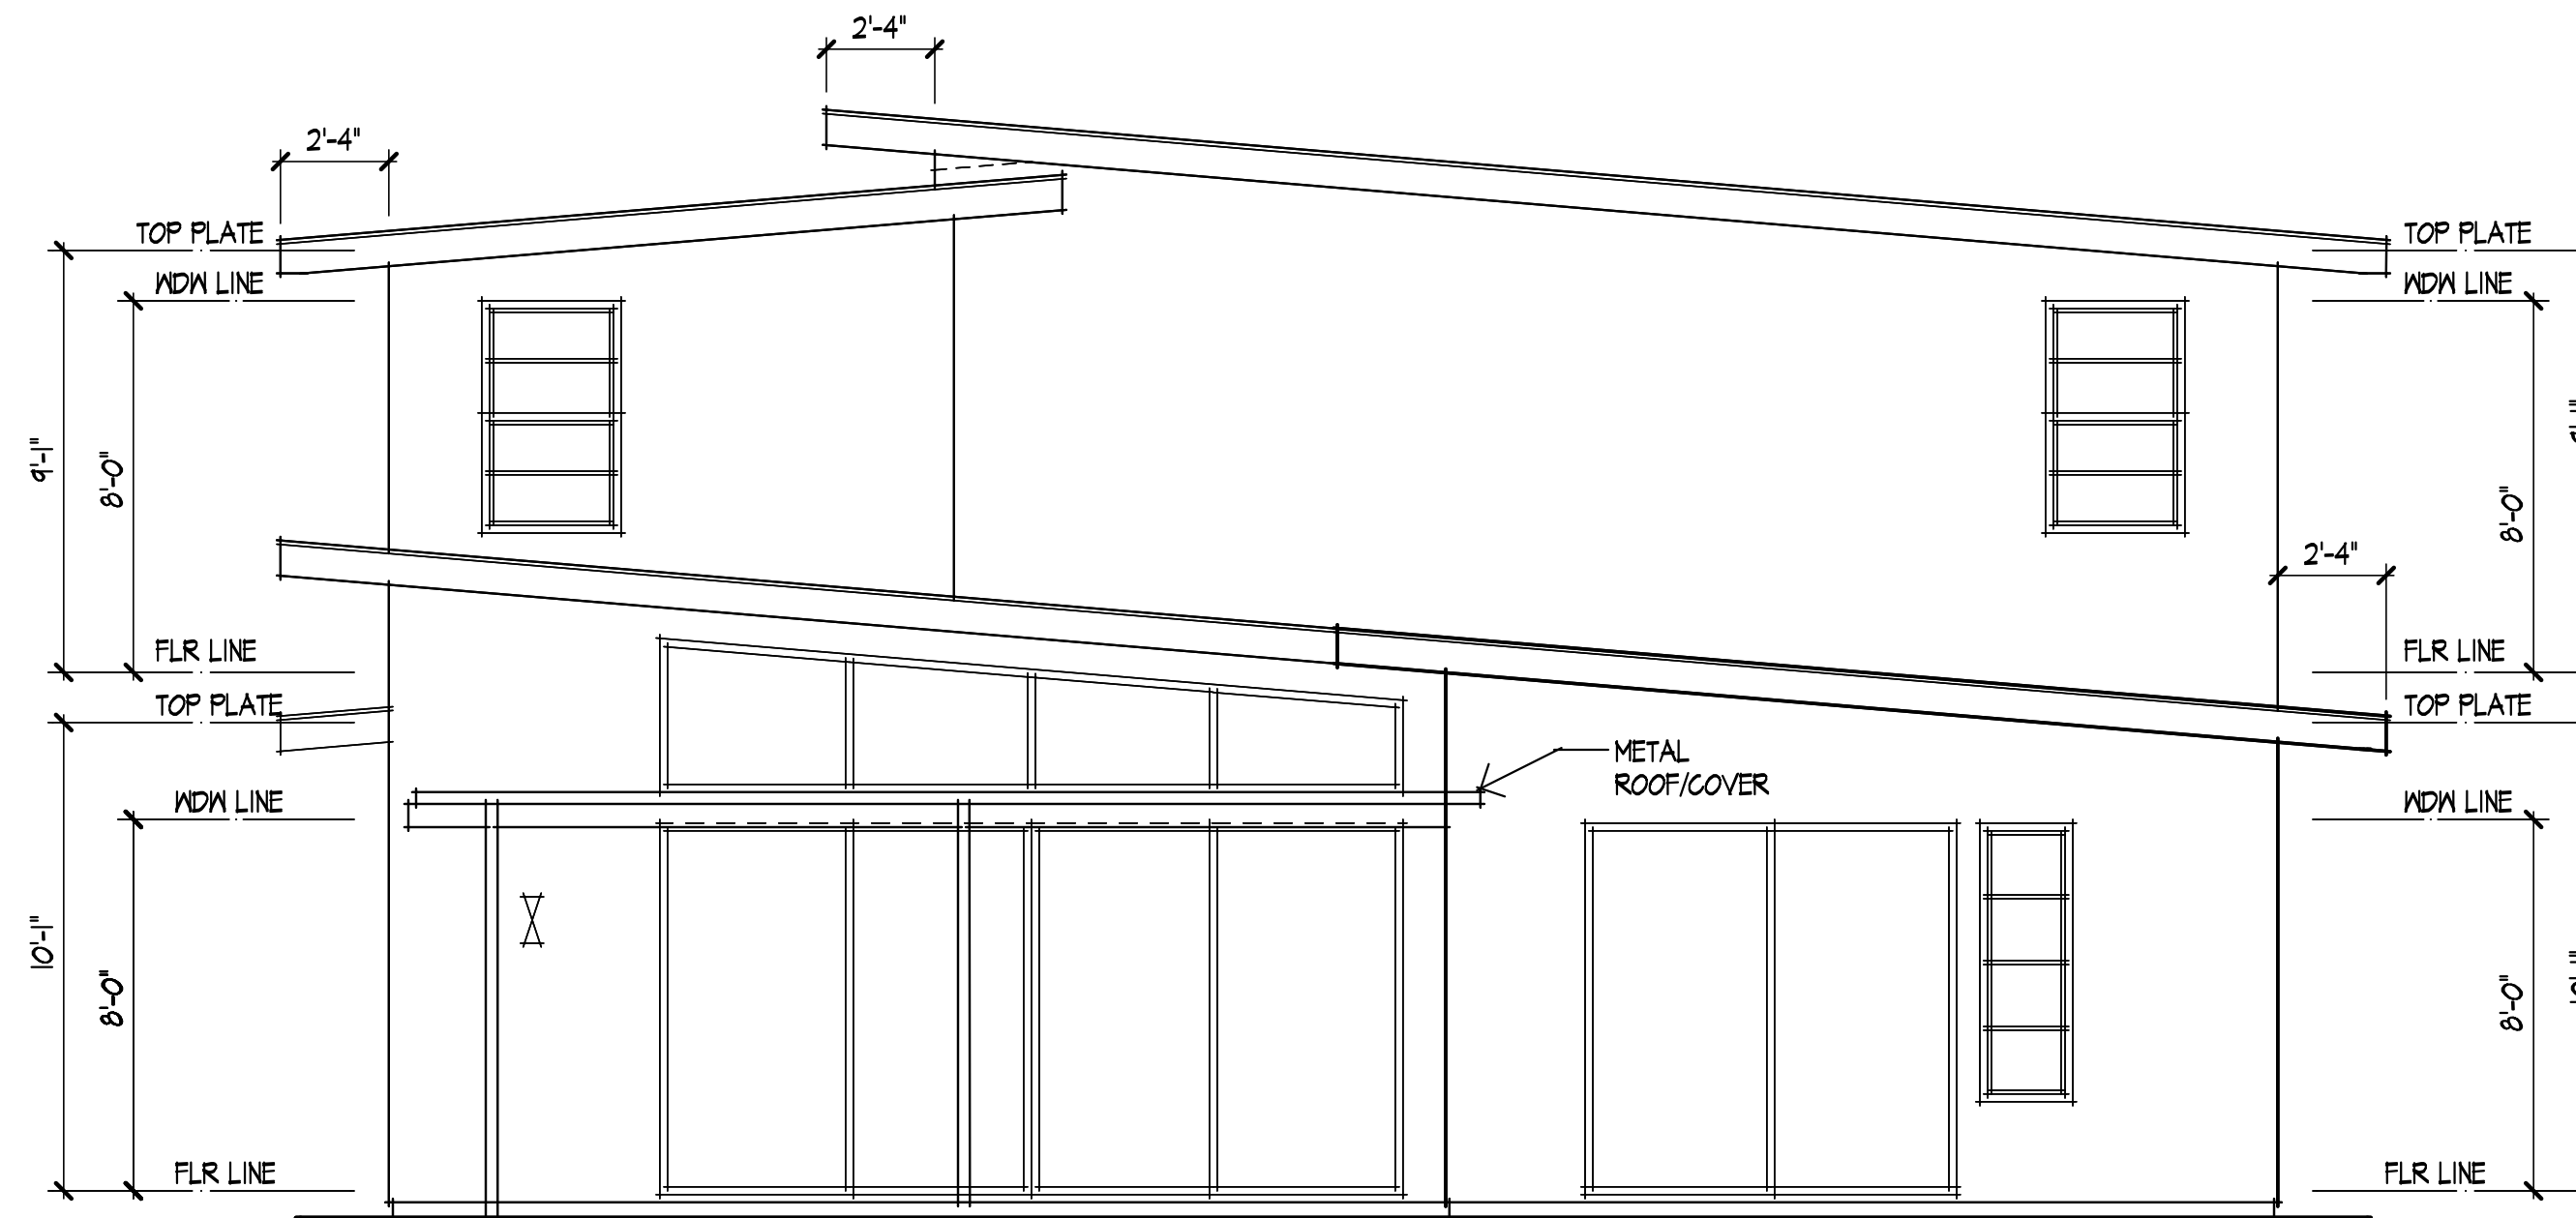 2'-4"
2'-4"
TOP PLATE
TOP PLATE
WDW LINE
WDW LINE
9'-1"
8'-0"
8'-0"
2'-4"
FLR LINE
FLR LINE
TOP PLATE
TOP PLATE
METAL
ROOF/COVER
WDW LINE
WDW LINE
10'-1"
8'-0"
8'-0"
FLR LINE
FLR LINE